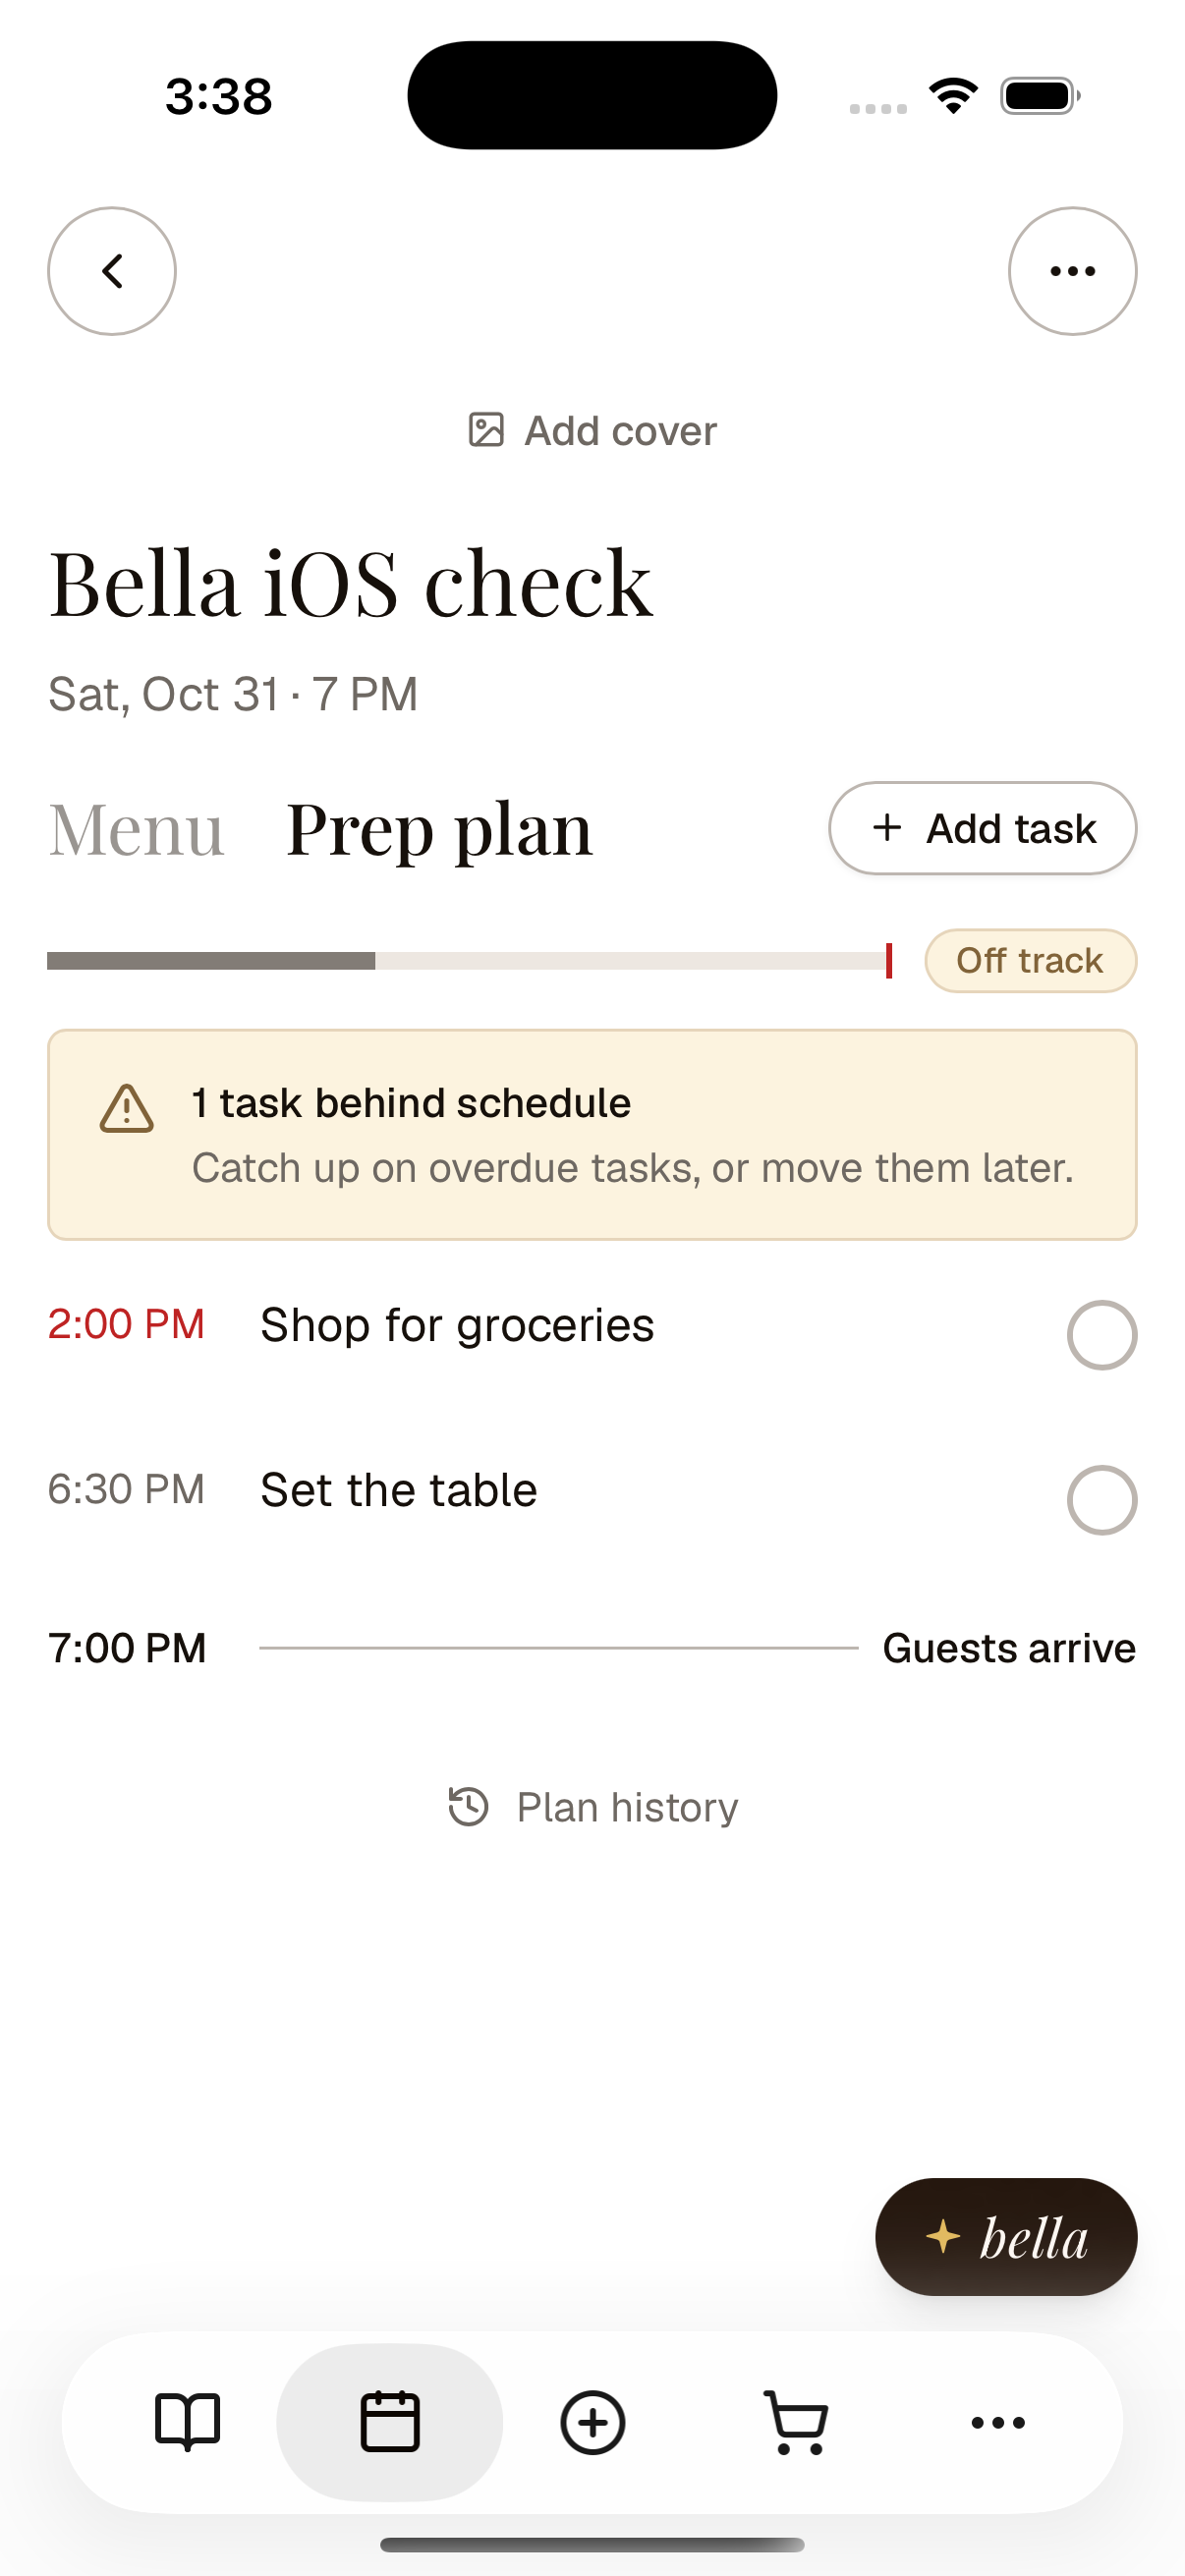 3:38
Add cover
Bella iOS check
Sat, Oct 31 · 7 PM
Menu Prep plan + Add task
Off track
1 task behind schedule
Catch up on overdue tasks, or move them later.
2:00 PM Shop for groceries
6:30 PM Set the table
7:00 PM Guests arrive
Plan history
bella